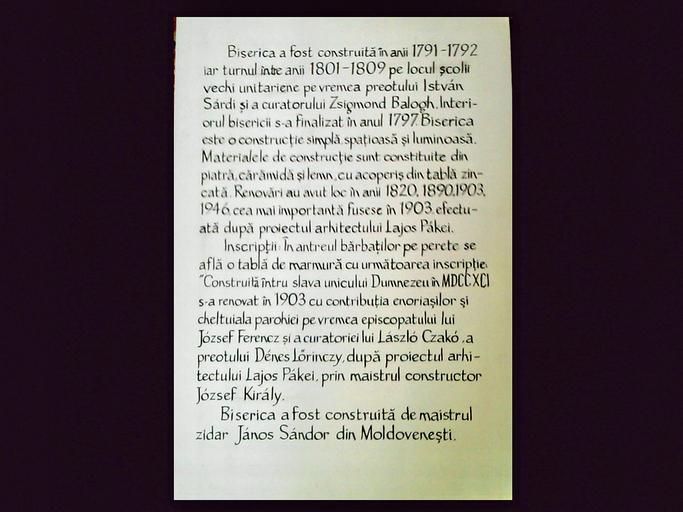 Biserica a fost construită în anii 1791-1792
iar turnul între anii 1801-1809 pe locul școlii
vechi unitariene pe vremea preotului István
Sárdi și a curatorului Zsigmond Balogh. Interi-
orul bisericii s-a finalizat în anul 1797. Biserica
este o construcție simplă, spațioasă și luminoasă.
Materialele de construcție sunt constituite din
piatră, cărămidă și lemn, cu acoperiș din tablă zin-
cată. Renovări au avut loc în anii 1820, 1890, 1903,
1946, cea mai importantă fusese în 1903 efectu-
ată după proiectul arhitectului Lajos Pákei.
Inscripții: În antreul bărbaților pe perete se
află o tablă de marmură cu următoarea inscripție:
"Construită întru slava unicului Dumnezeu în MDCCXCI
s-a renovat în 1903 cu contribuția enoriașilor și
cheltuiala parohiei pe vremea episcopatului lui
József Ferencz și a curatoriei lui László Czakó, a
preotului Dénes Lőrinczy, după proiectul arhi-
tectului Lajos Pákei, prin maistrul constructor
József Király.
Biserica a fost construită de maistrul
zidar János Sándor din Moldovenești.